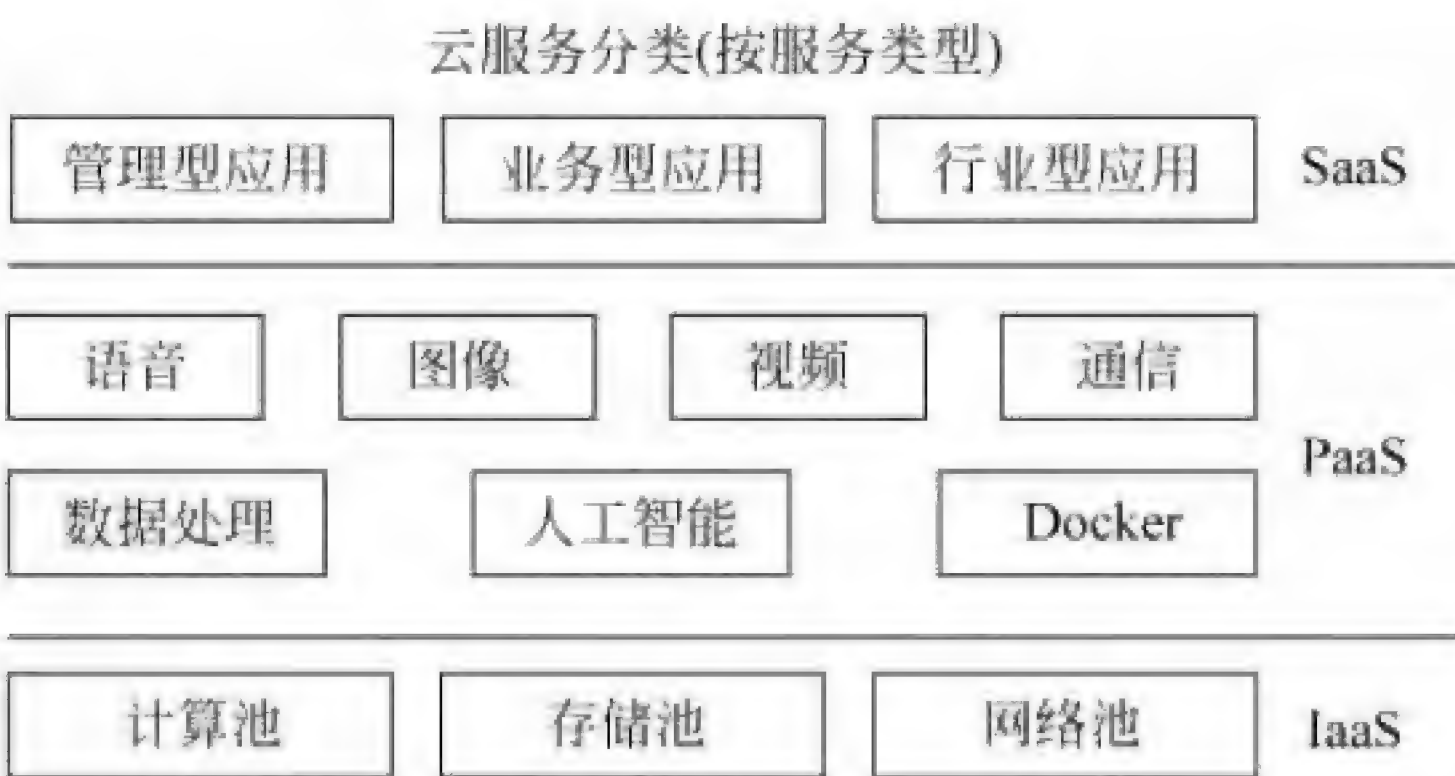 云服务分类(按服务类型)
管理型应用 业务型应用 行业型应用 SaaS
语音 图像 视频 通信
PaaS
数据处理 人工智能 Docker
计算池 存储池 网络池 IaaS